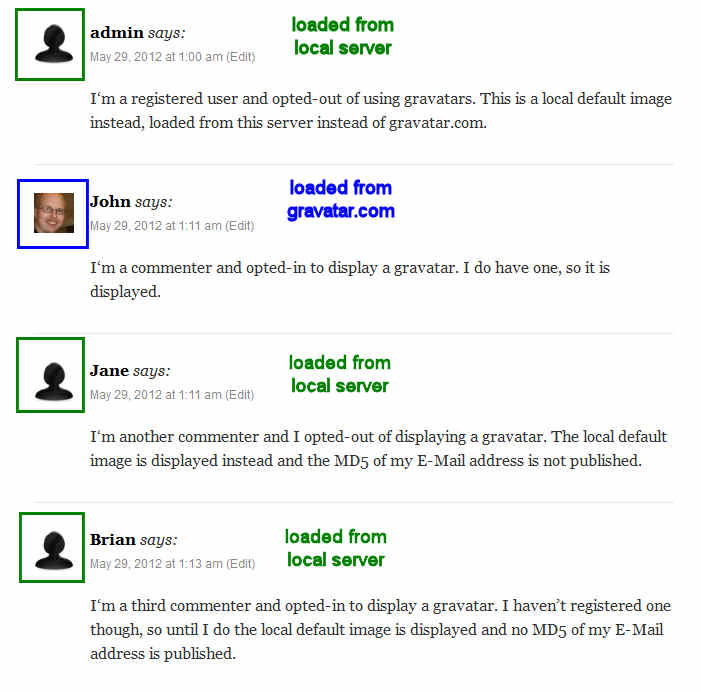 admin says:
loaded from
local server
May 29, 2012 at 1:00 am (Edit)
I‘m a registered user and opted-out of using gravatars. This is a local default image
instead, loaded from this server instead of gravatar.com.
John says:
loaded from
gravatar.com
May 29, 2012 at 1:11 am (Edit)
I‘m a commenter and opted-in to display a gravatar. I do have one, so it is
displayed.
Jane says:
loaded from
local server
May 29, 2012 at 1:11 am (Edit)
I‘m another commenter and I opted-out of displaying a gravatar. The local default
image is displayed instead and the MD5 of my E-Mail address is not published.
Brian says:
loaded from
local server
May 29, 2012 at 1:13 am (Edit)
I‘m a third commenter and opted-in to display a gravatar. I haven’t registered one
though, so until I do the local default image is displayed and no MD5 of my E-Mail
address is published.